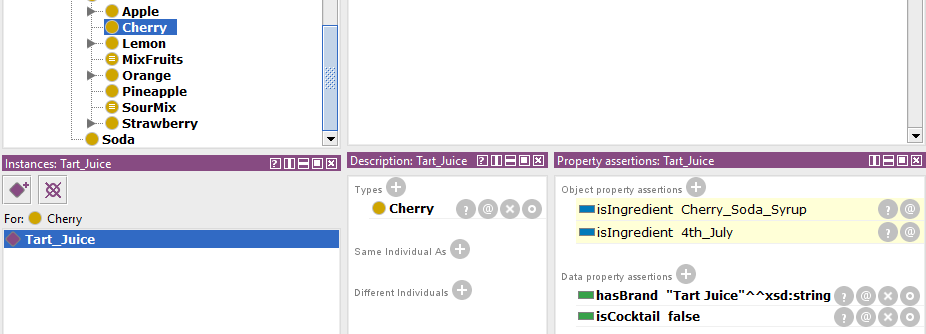 Apple
Cherry
Lemon
MixFruits
Orange
Pineapple
SourMix
Strawberry
Soda
Instances: Tart_Juice
For: Cherry
Tart_Juice
Description: Tart_Juice
Types
Cherry
Same Individual As
Different Individuals
Property assertions: Tart_Juice
Object property assertions
isIngredient Cherry_Soda_Syrup
isIngredient 4th_July
Data property assertions
hasBrand "Tart Juice"^^xsd:string
isCocktail false